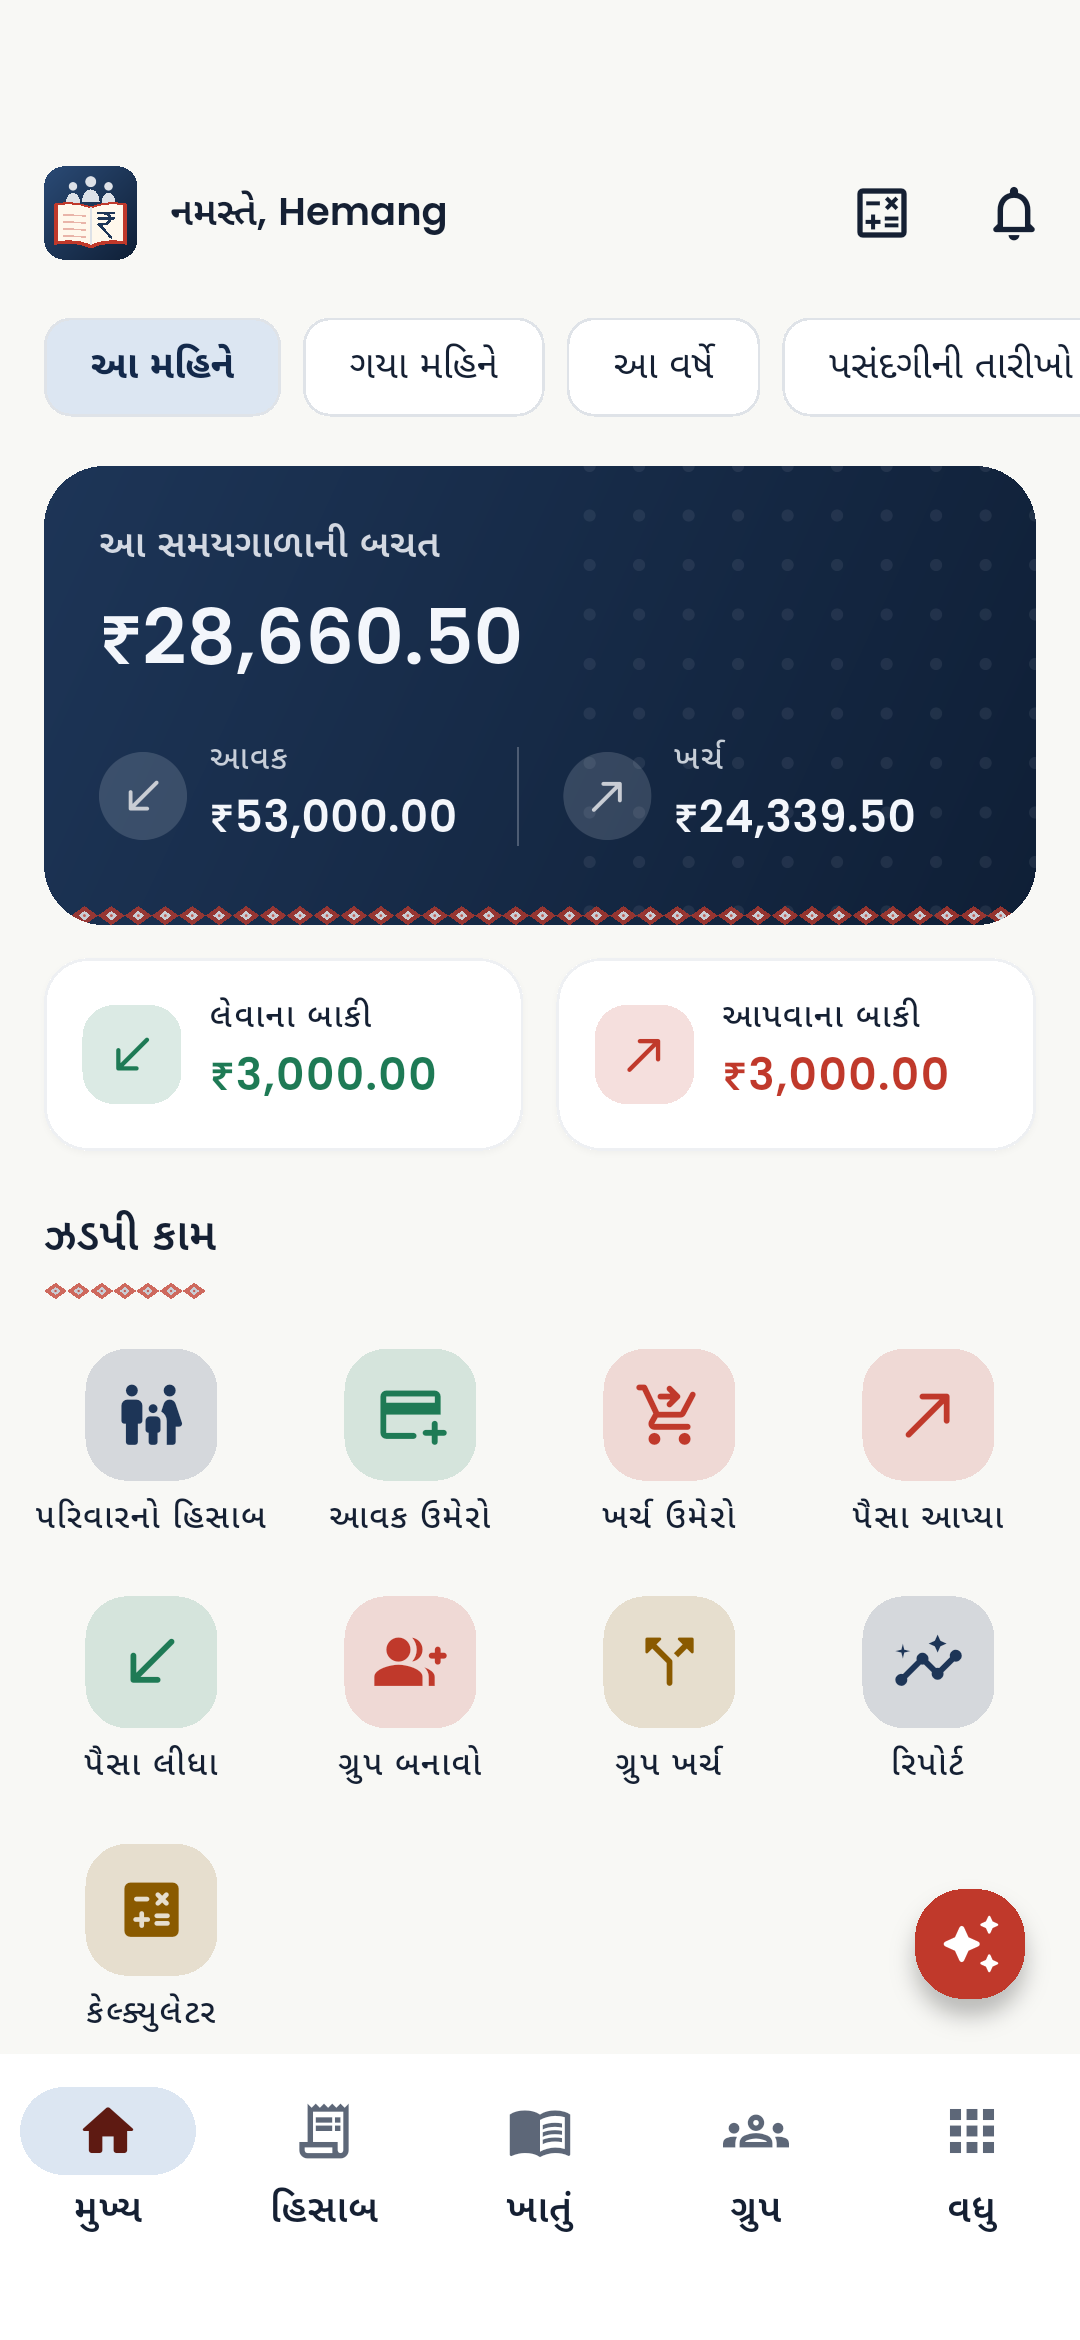 નમસ્તે, Hemang
આ મહિને
ગયા મહિને
આ વર્ષે
પસંદગીની તારીખો
આ સમયગાળાની બચત
₹28,660.50
આવક
₹53,000.00
ખર્ચ
₹24,339.50
લેવાના બાકી
₹3,000.00
આપવાના બાકી
₹3,000.00
ઝડપી કામ
પરિવારનો હિસાબ
આવક ઉમેરો
ખર્ચ ઉમેરો
પૈસા આપ્યા
પૈસા લીધા
ગ્રુપ બનાવો
ગ્રુપ ખર્ચ
રિપોર્ટ
કેલ્ક્યુલેટર
મુખ્ય
હિસાબ
ખાતું
ગ્રુપ
વધુ